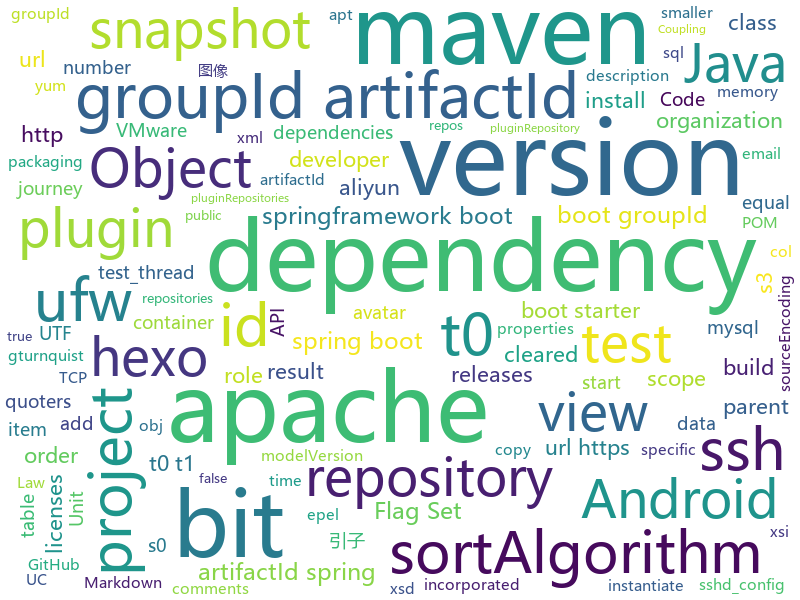 groupId
snapshot
apt
maven
smaller
Coupling
class
url
number
图像
sql
Java
yum
groupId artifactId
description
install
Code
memory
http
VMware
xml
dependencies
repos
pluginRepository
organization
packaging
Object
developer
version
email
journey
artifactId
aliyun
pluginRepositories
public
springframework boot
boot groupId
equal
POM
plugin
dependency
col
test_thread
s3
ufw
repositories
id
API
avatar
boot starter
sourceEncoding
true
UTF
container
spring boot
t0
properties
test
mysql
gturnquist
hexo
cleared
TCP
role
result
releases
start
scope
build
quoters
project
apache
add
obj
view
data
parent
item
order
t0 t1
modelVersion
copy
url https
specific
ssh
Law
table
licenses
Unit
false
time
repository
bit
epel
Flag Set
Android
s0
引子
sortAlgorithm
xsi
GitHub
UC
Markdown
artifactId spring
comments
xsd
incorporated
instantiate
sshd_config